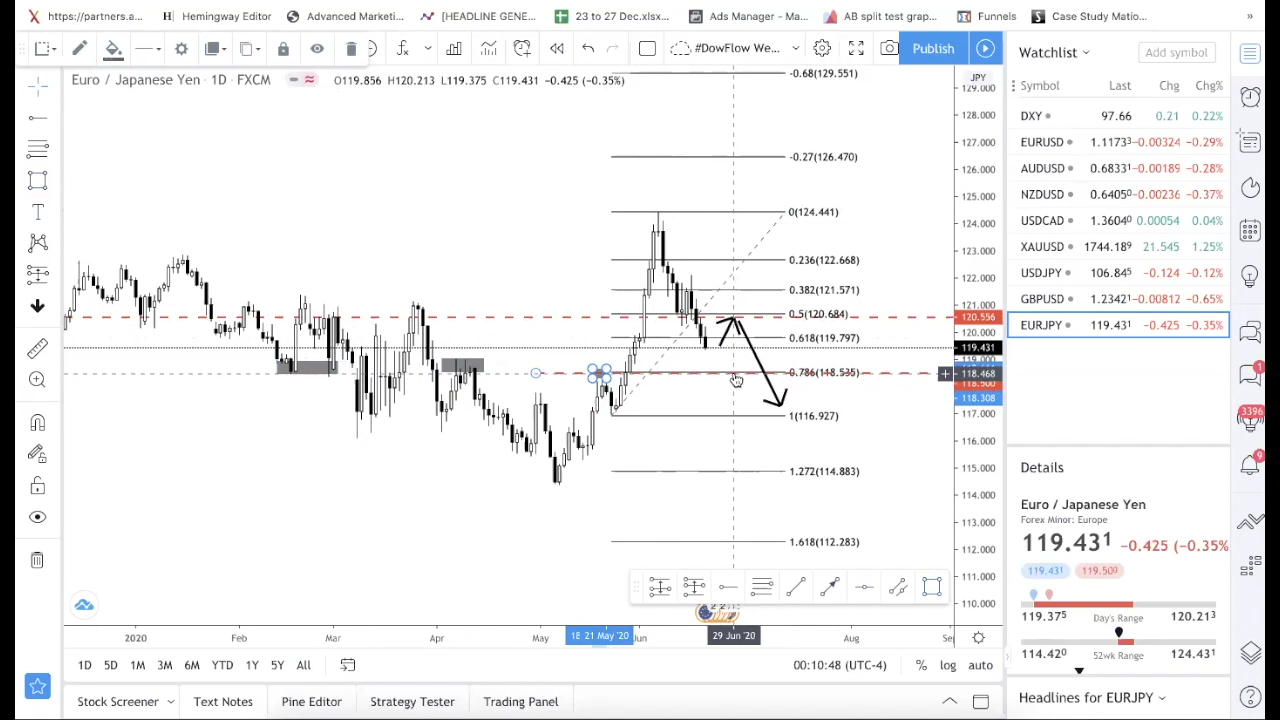 https://partners.a...
Hemingway Editor
Advanced Marketi...
[HEADLINE GENE...
23 to 27 Dec.xlsx...
Ads Manager - Ma...
AB split test grap...
Funnels
Case Study Matio...
»
#DowFlow We...
Publish
Euro / Japanese Yen · 1D · FXCM
O119.856 H120.213 L119.375 C119.431 −0.425 (−0.35%)
JPY
129.000
128.000
127.000
126.000
125.000
124.000
123.000
122.000
121.000
120.556
120.000
119.431
119.000
118.468
118.500
118.308
117.000
116.000
115.000
114.000
113.000
112.000
111.000
110.000
-0.68(129.551)
-0.27(126.470)
0(124.441)
0.236(122.668)
0.382(121.571)
0.5(120.684)
0.618(119.797)
0.786(118.535)
1(116.927)
1.272(114.883)
1.618(112.283)
2020
Feb
Mar
Apr
May
21 May '20
Jun
29 Jun '20
Aug
1D 5D 1M 3M 6M YTD 1Y 5Y All
00:10:48 (UTC-4)
% log auto
Stock Screener
Text Notes
Pine Editor
Strategy Tester
Trading Panel
Watchlist
Add symbol
Symbol Last Chg Chg%
DXY 97.66 0.21 0.22%
EURUSD 1.1173³ −0.00324 −0.29%
AUDUSD 0.6833¹ −0.00189 −0.28%
NZDUSD 0.6405⁰ −0.00236 −0.37%
USDCAD 1.3604⁰ 0.00054 0.04%
XAUUSD 1744.18⁹ 21.545 1.25%
USDJPY 106.84⁵ −0.124 −0.12%
GBPUSD 1.2342¹ −0.00812 −0.65%
EURJPY 119.43¹ −0.425 −0.35%
Details
Euro / Japanese Yen
Forex Minor: Europe
119.43¹ −0.425 (−0.35%
119.43¹ 119.50⁰
119.37⁵ Day's Range 120.21³
114.42⁰ 52wk Range 124.43¹
Headlines for EURJPY
1
3396
9